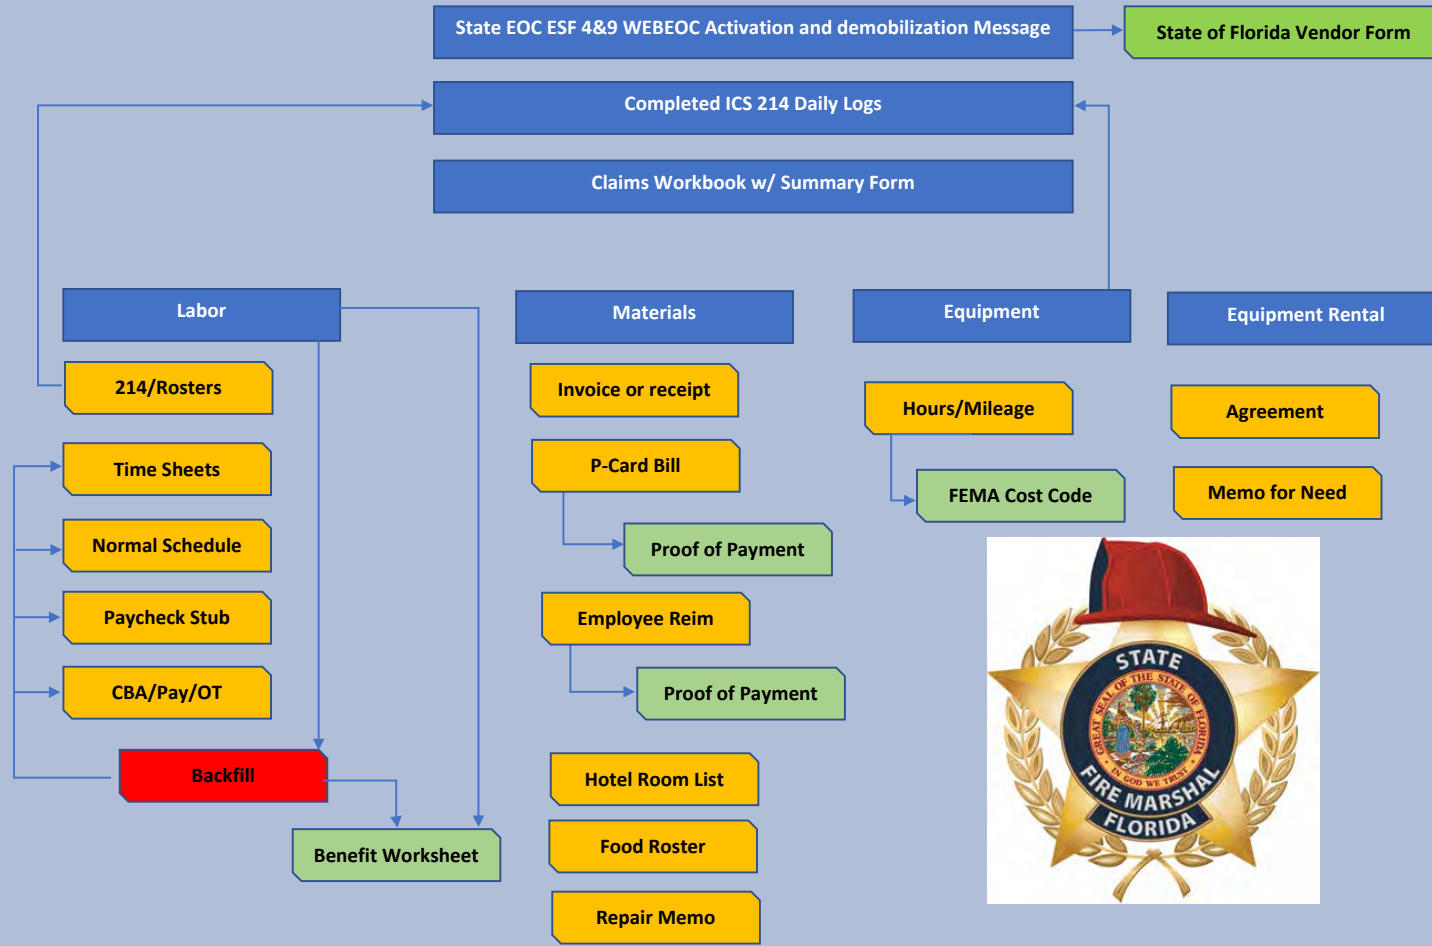 State EOC ESF 4&9 WEBEOC Activation and demobilization Message
State of Florida Vendor Form
Completed ICS 214 Daily Logs
Claims Workbook w/ Summary Form
Labor
Materials
Equipment
Equipment Rental
214/Rosters
Time Sheets
Normal Schedule
Paycheck Stub
CBA/Pay/OT
Backfill
Benefit Worksheet
Invoice or receipt
P-Card Bill
Proof of Payment
Employee Reim
Proof of Payment
Hotel Room List
Food Roster
Repair Memo
Hours/Mileage
FEMA Cost Code
Agreement
Memo for Need
STATE
FIRE MARSHAL
FLORIDA
GREAT SEAL OF THE STATE OF FLORIDA
IN GOD WE TRUST